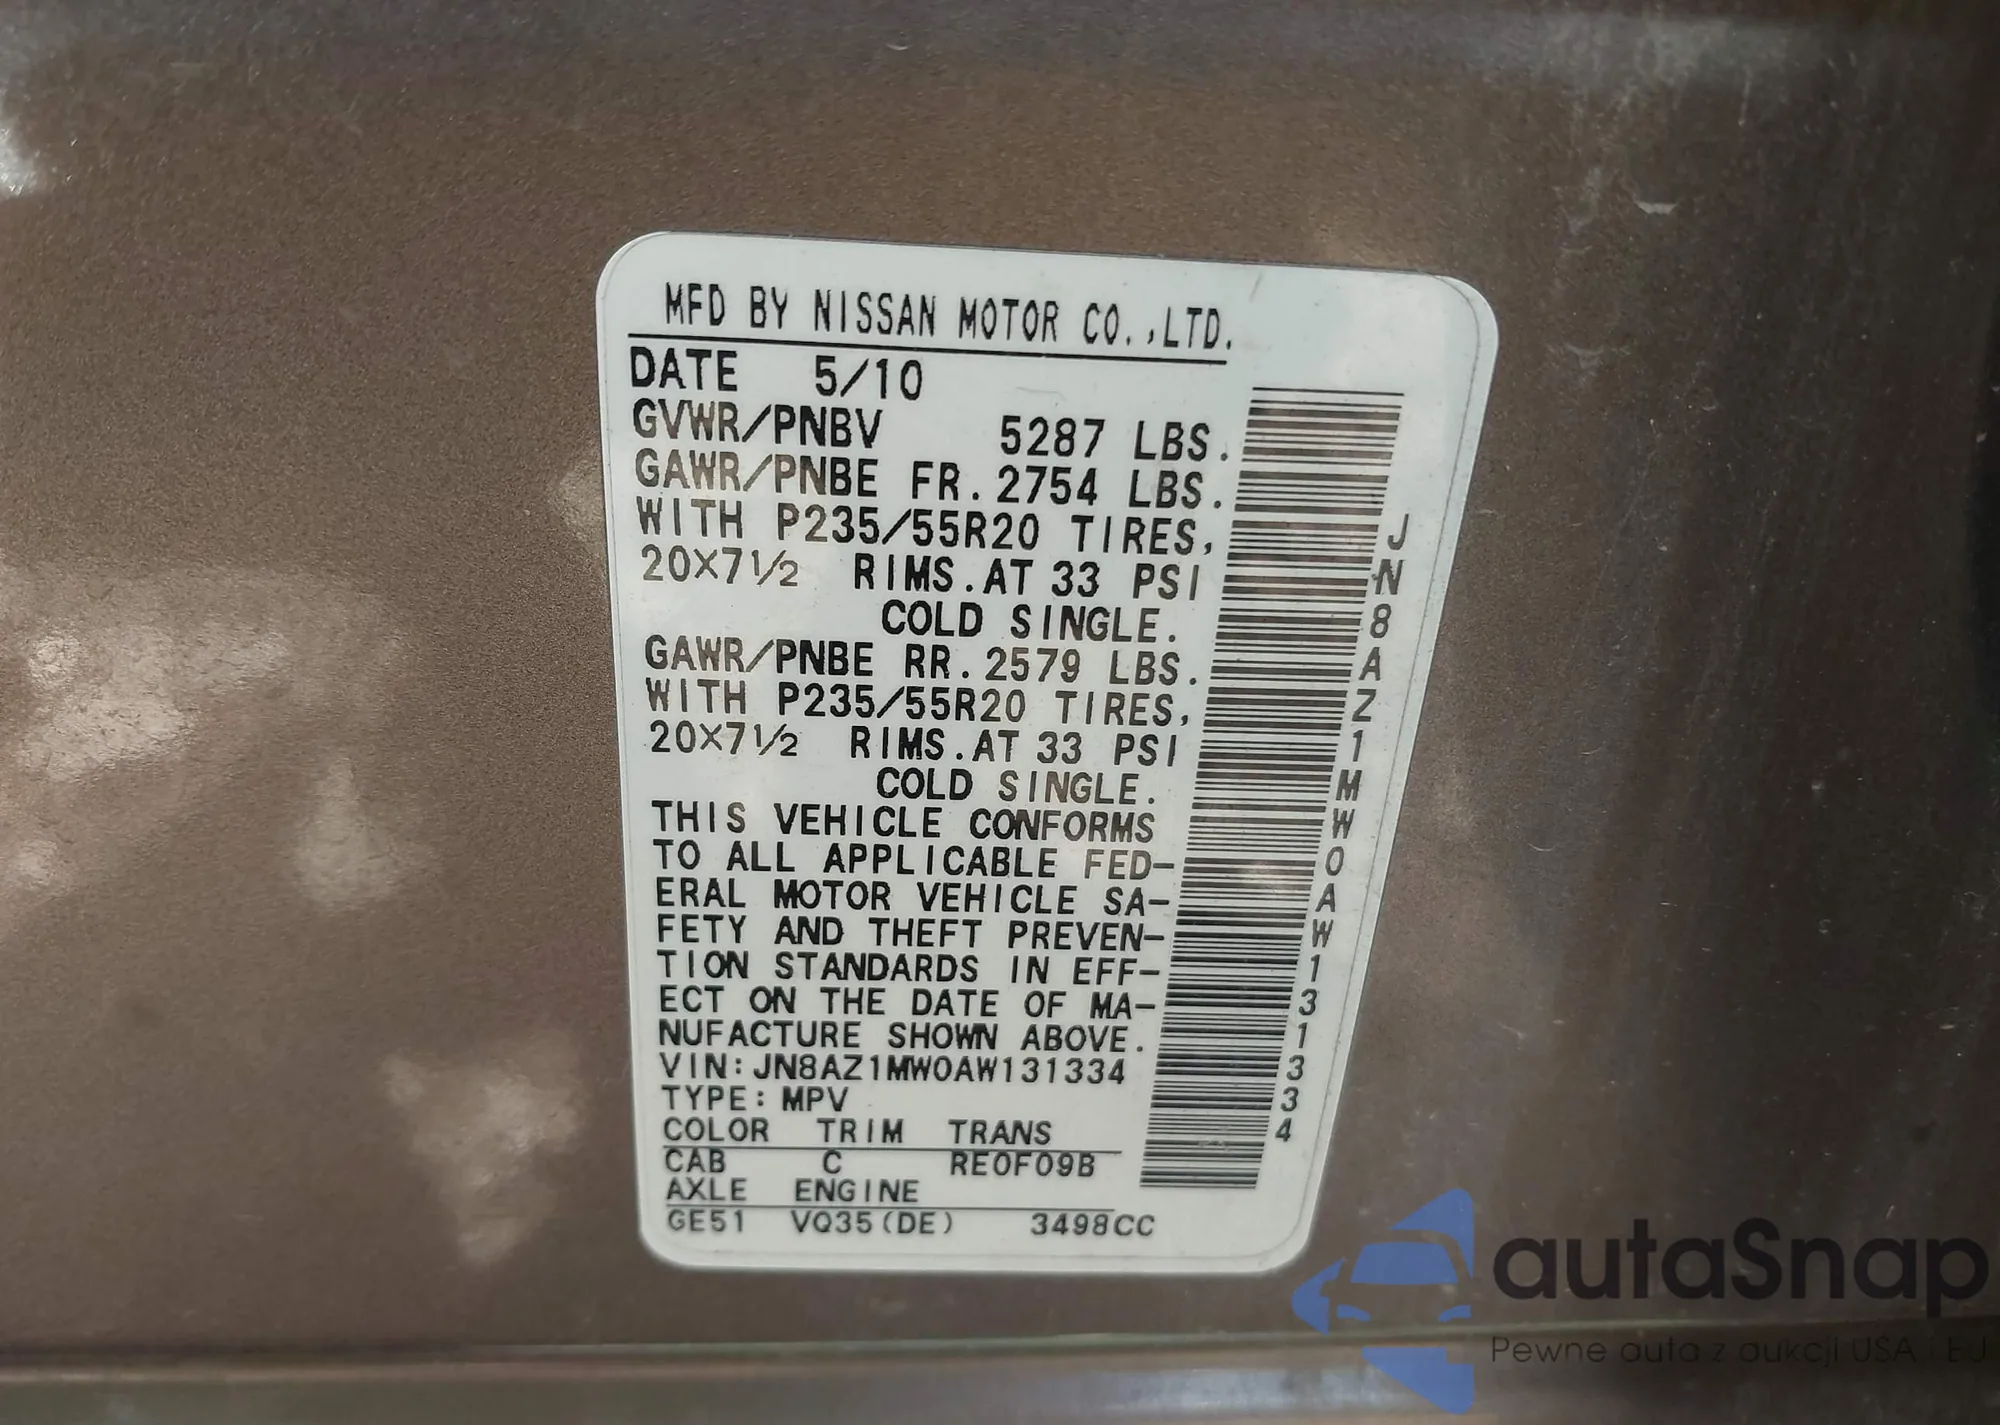 MFD BY NISSAN MOTOR CO.,LTD.
DATE 5/10
GVWR/PNBV 5287 LBS.
GAWR/PNBE FR. 2754 LBS.
WITH P235/55R20 TIRES,
20X7 1/2 RIMS. AT 33 PSI
COLD SINGLE.
GAWR/PNBE RR. 2579 LBS.
WITH P235/55R20 TIRES,
20X7 1/2 RIMS. AT 33 PSI
COLD SINGLE.
THIS VEHICLE CONFORMS
TO ALL APPLICABLE FED-
ERAL MOTOR VEHICLE SA-
FETY AND THEFT PREVEN-
TION STANDARDS IN EFF-
ECT ON THE DATE OF MA-
NUFACTURE SHOWN ABOVE.
VIN: JN8AZ1MW0AW131334
TYPE: MPV
COLOR TRIM TRANS
CAB C RE0F09B
AXLE ENGINE
GE51 VQ35(DE) 3498CC
JN8AZ1MW0AW131334
autaSnap
Pewne auta z aukcji USA i EU